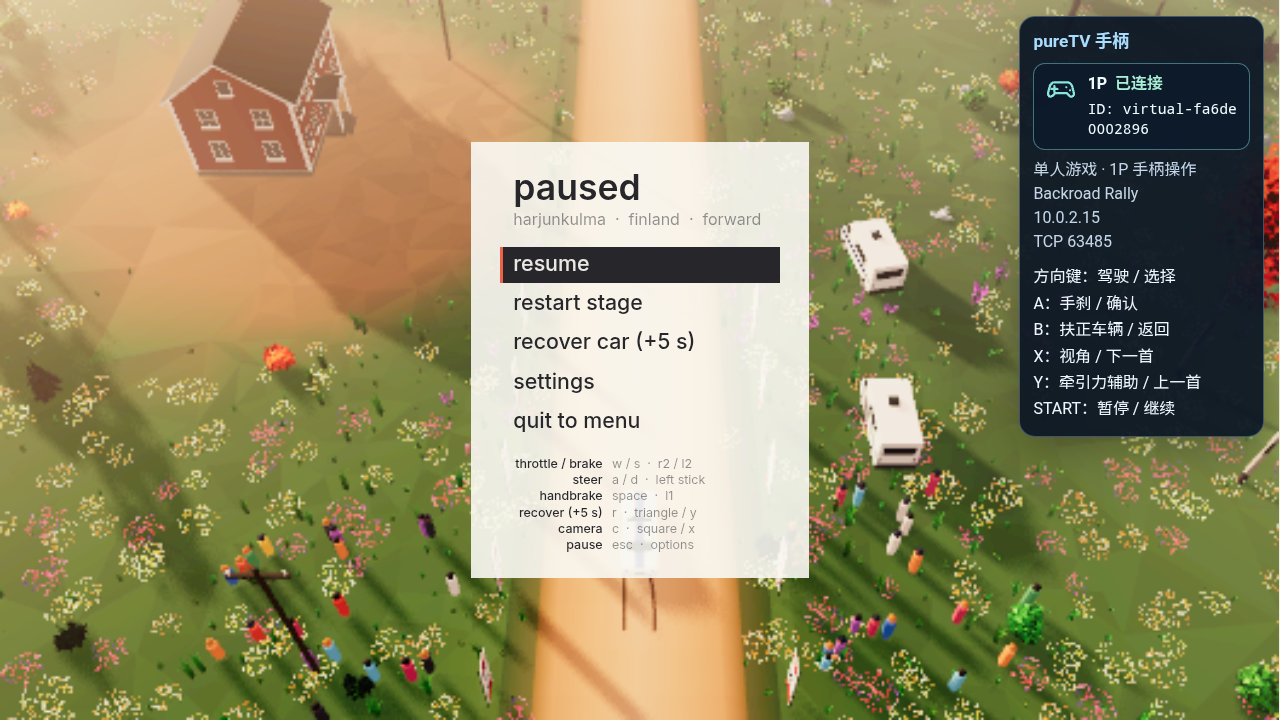 paused
harjunkulma · finland · forward
resume
restart stage
recover car (+5 s)
settings
quit to menu
throttle / brake w / s · r2 / l2
steer a / d · left stick
handbrake space · l1
recover (+5 s) r · triangle / y
camera c · square / x
pause esc · options
pureTV 手柄
1P 已连接
ID: virtual-fa6de
0002896
单人游戏 · 1P 手柄操作
Backroad Rally
10.0.2.15
TCP 63485
方向键：驾驶 / 选择
A：手刹 / 确认
B：扶正车辆 / 返回
X：视角 / 下一首
Y：牵引力辅助 / 上一首
START：暂停 / 继续